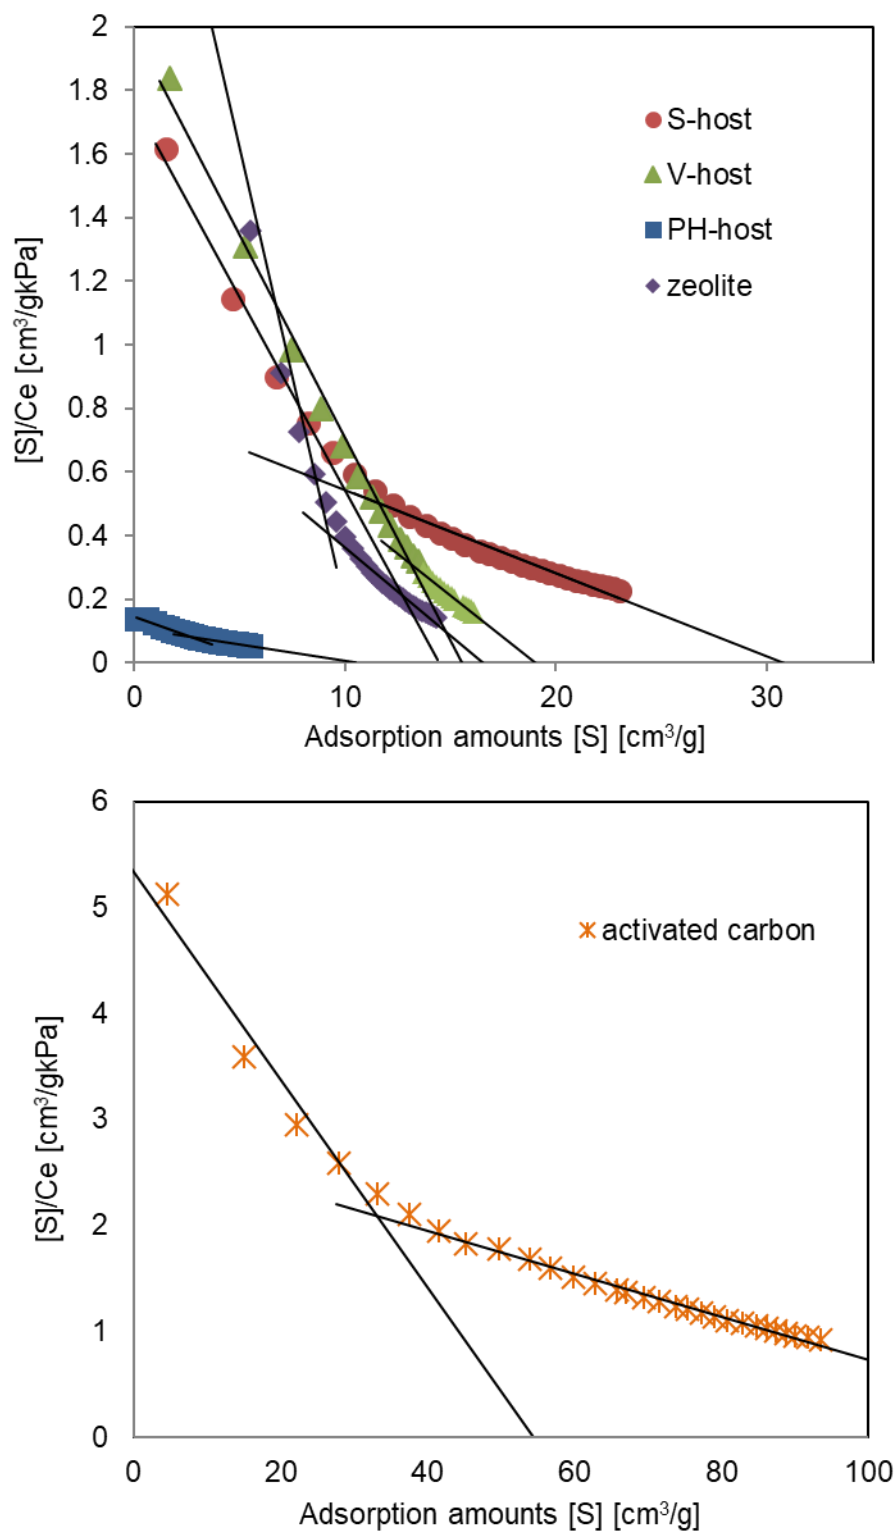 2
1.8
1.6
1.4
1.2
1
0.8
0.6
0.4
0.2
0
[S]/Ce [cm³/gkPa]
S-host
V-host
PH-host
zeolite
0 10 20 30
Adsorption amounts [S] [cm³/g]
6
5
4
3
2
1
0
[S]/Ce [cm³/gkPa]
activated carbon
0 20 40 60 80 100
Adsorption amounts [S] [cm³/g]